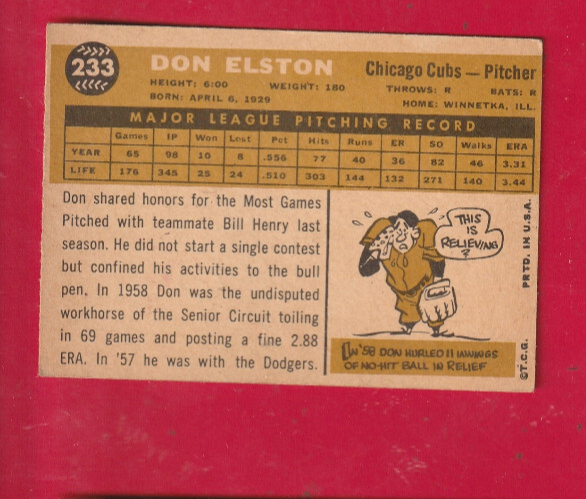 233
DON ELSTON
Chicago Cubs — Pitcher
HEIGHT: 6:00 WEIGHT: 180 THROWS: R BATS: R
BORN: APRIL 6, 1929 HOME: WINNETKA, ILL.
MAJOR LEAGUE PITCHING RECORD
Games IP Won Lost Pct Hits Runs ER SO Walks ERA
YEAR 65 98 10 8 .556 77 40 36 82 46 3.31
LIFE 176 345 25 24 .510 303 144 132 271 140 3.44
Don shared honors for the Most Games
Pitched with teammate Bill Henry last
season. He did not start a single contest
but confined his activities to the bull
pen. In 1958 Don was the undisputed
workhorse of the Senior Circuit toiling
in 69 games and posting a fine 2.88
ERA. In '57 he was with the Dodgers.
THIS
IS
RELIEVING
?
IN '58 DON HURLED 11 INNINGS
OF NO-HIT BALL IN RELIEF
©T.C.G. PRTD. IN U.S.A.